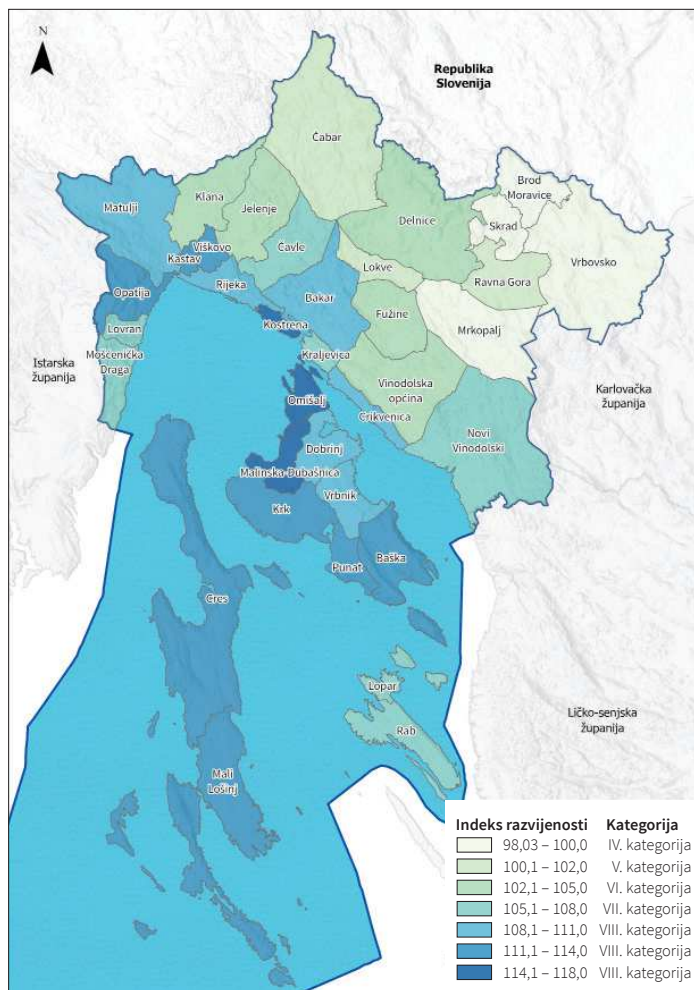 N
Republika
Slovenija
Čabar
Brod
Moravice
Klana
Matulji
Jelenje
Delnice
Skrad
Viškovo
Čavle
Vrbovsko
Kastav
Lokve
Ravna Gora
Opatija
Rijeka
Bakar
Fužine
Kostrena
Mrkopalj
Lovran
Kraljevica
Mošćenička
Draga
Istarska
županija
Vinodolska
općina
Karlovačka
županija
Omišalj
Crikvenica
Novi
Vinodolski
Dobrinj
Malinska-Dubašnica
Vrbnik
Krk
Baška
Punat
Cres
Lopar
Rab
Ličko-senjska
županija
Mali
Lošinj
Indeks razvijenosti Kategorija
98,03 – 100,0 IV. kategorija
100,1 – 102,0 V. kategorija
102,1 – 105,0 VI. kategorija
105,1 – 108,0 VII. kategorija
108,1 – 111,0 VIII. kategorija
111,1 – 114,0 VIII. kategorija
114,1 – 118,0 VIII. kategorija